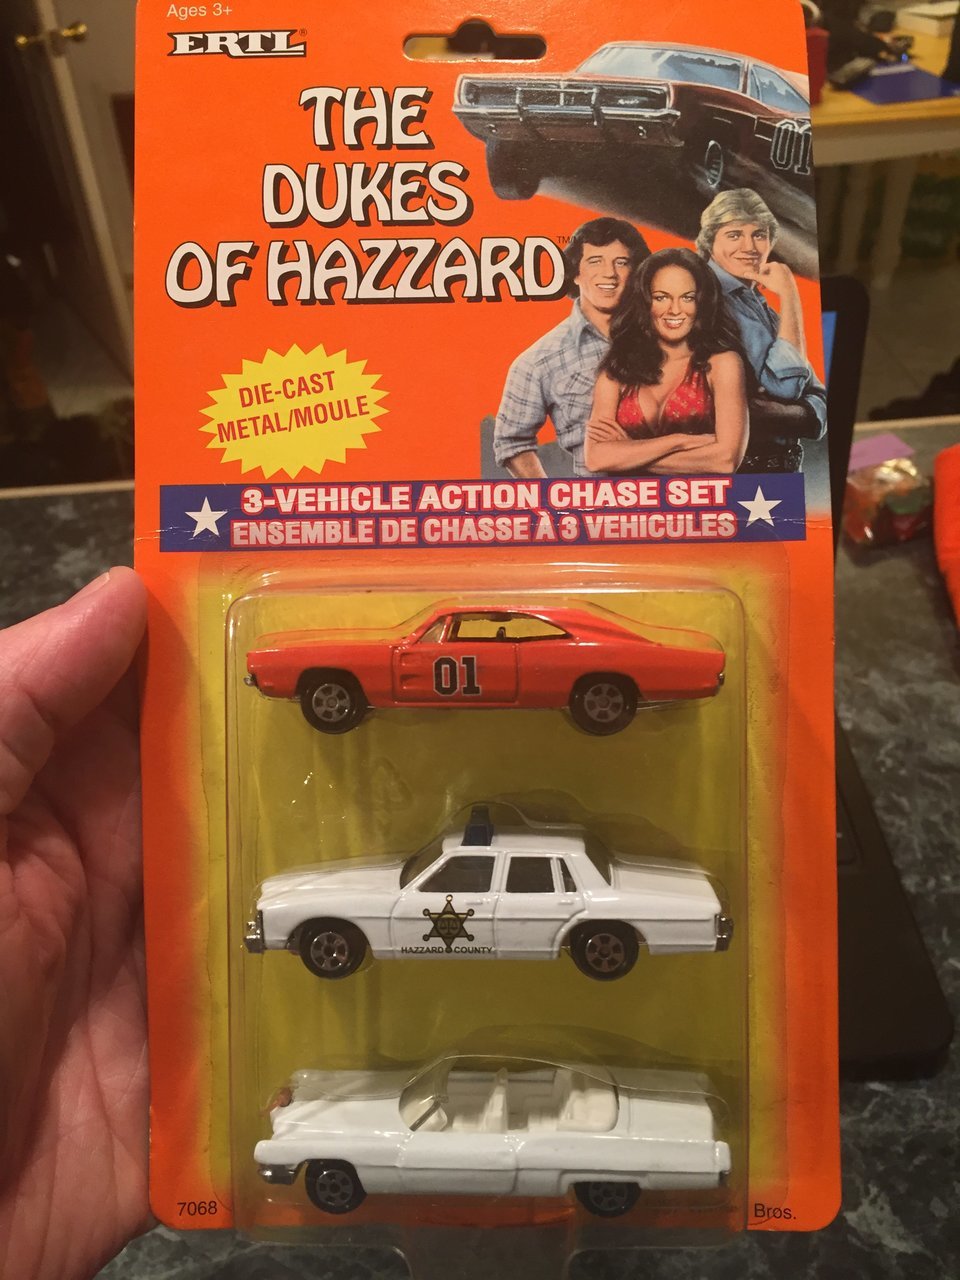 Ages 3+
ERTL®
THE
DUKES
OF HAZZARD
01
DIE-CAST
METAL/MOULE
3-VEHICLE ACTION CHASE SET
ENSEMBLE DE CHASSE À 3 VEHICULES
01
HAZZARD COUNTY
7068
Bros.